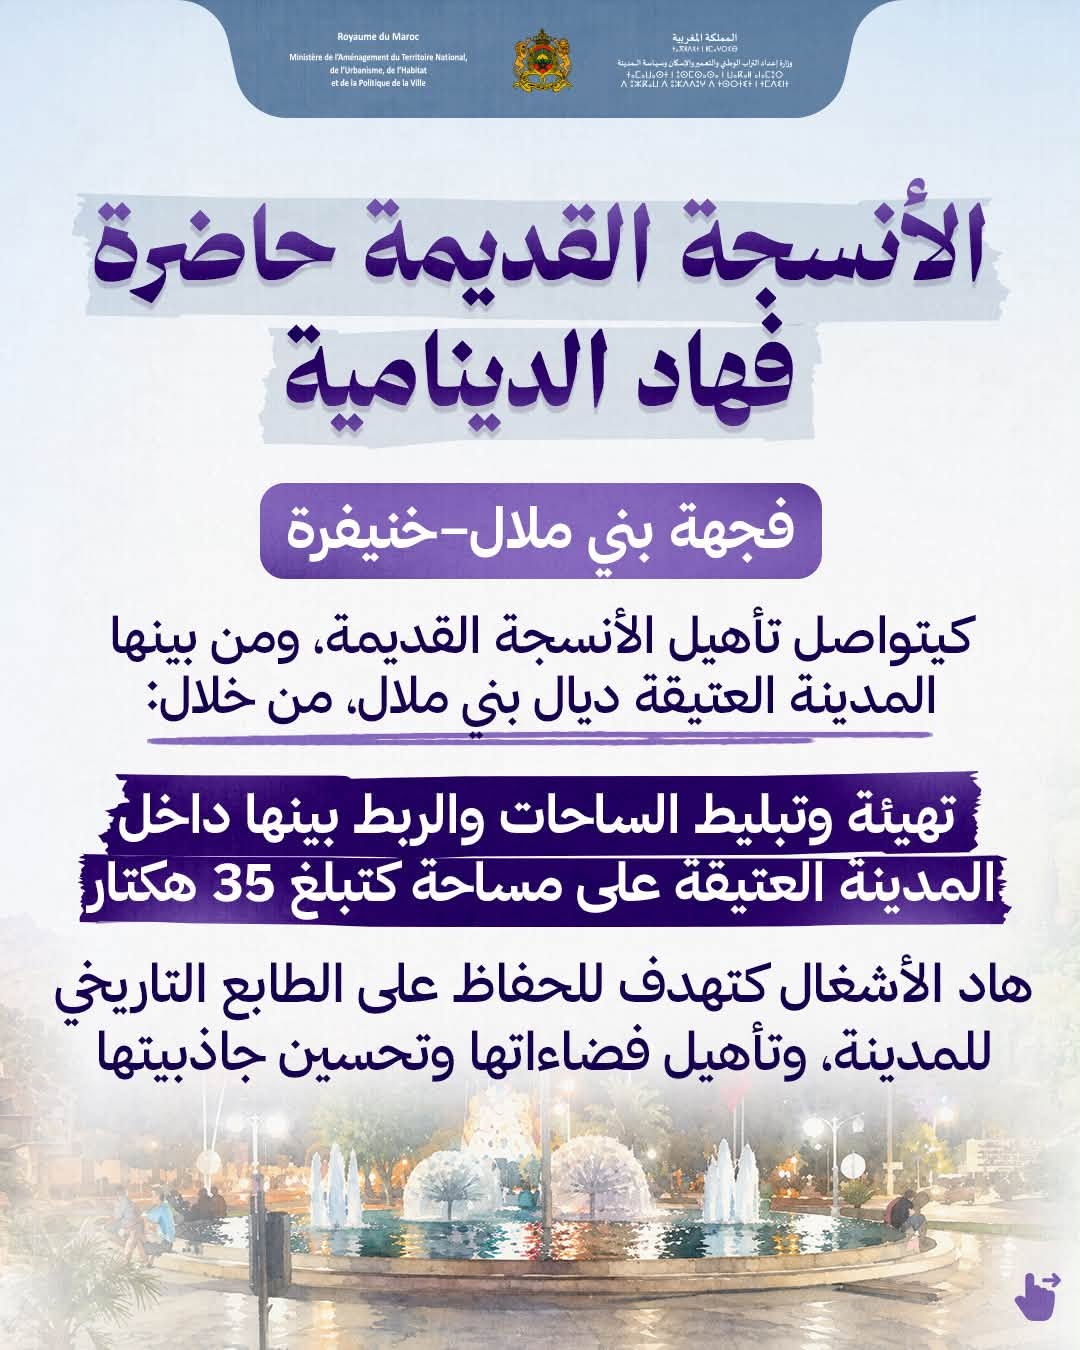 Royaume du Maroc
Ministère de l'Aménagement du Territoire National,
de l'Urbanisme, de l'Habitat
et de la Politique de la Ville
المملكة المغربية
ⵜⴰⴳⵍⴷⵉⵜ ⵏ ⵍⵎⵖⵔⵉⴱ
وزارة إعداد التراب الوطني والتعمير والإسكان وسياسة المدينة
الأنسجة القديمة حاضرة
فهاد الدينامية
فجهة بني ملال-خنيفرة
كيتواصل تأهيل الأنسجة القديمة، ومن بينها
المدينة العتيقة ديال بني ملال، من خلال:
تهيئة وتبليط الساحات والربط بينها داخل
المدينة العتيقة على مساحة كتبلغ 35 هكتار
هاد الأشغال كتهدف للحفاظ على الطابع التاريخي
للمدينة، وتأهيل فضاءاتها وتحسين جاذبيتها